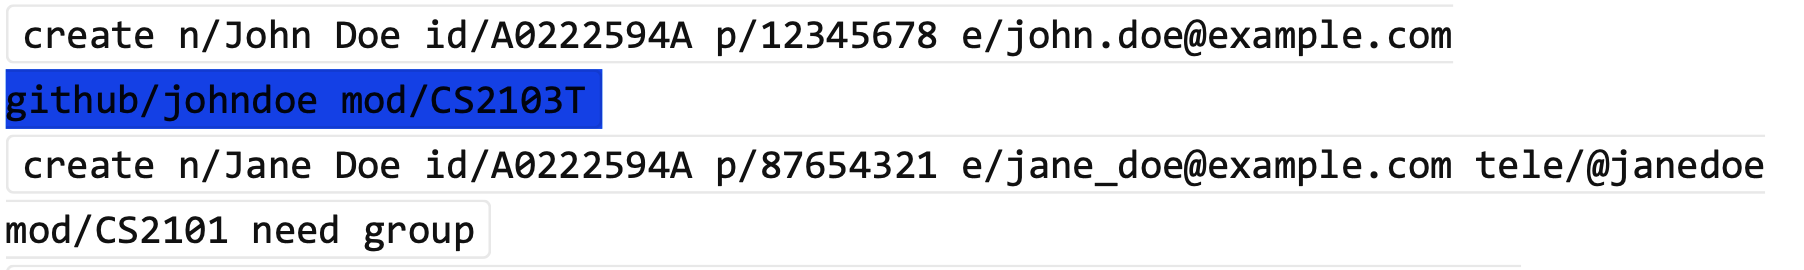 create n/John Doe id/A0222594A p/12345678 e/john.doe@example.com
github/johndoe mod/CS2103T
create n/Jane Doe id/A0222594A p/87654321 e/jane_doe@example.com tele/@janedoe
mod/CS2101 need group